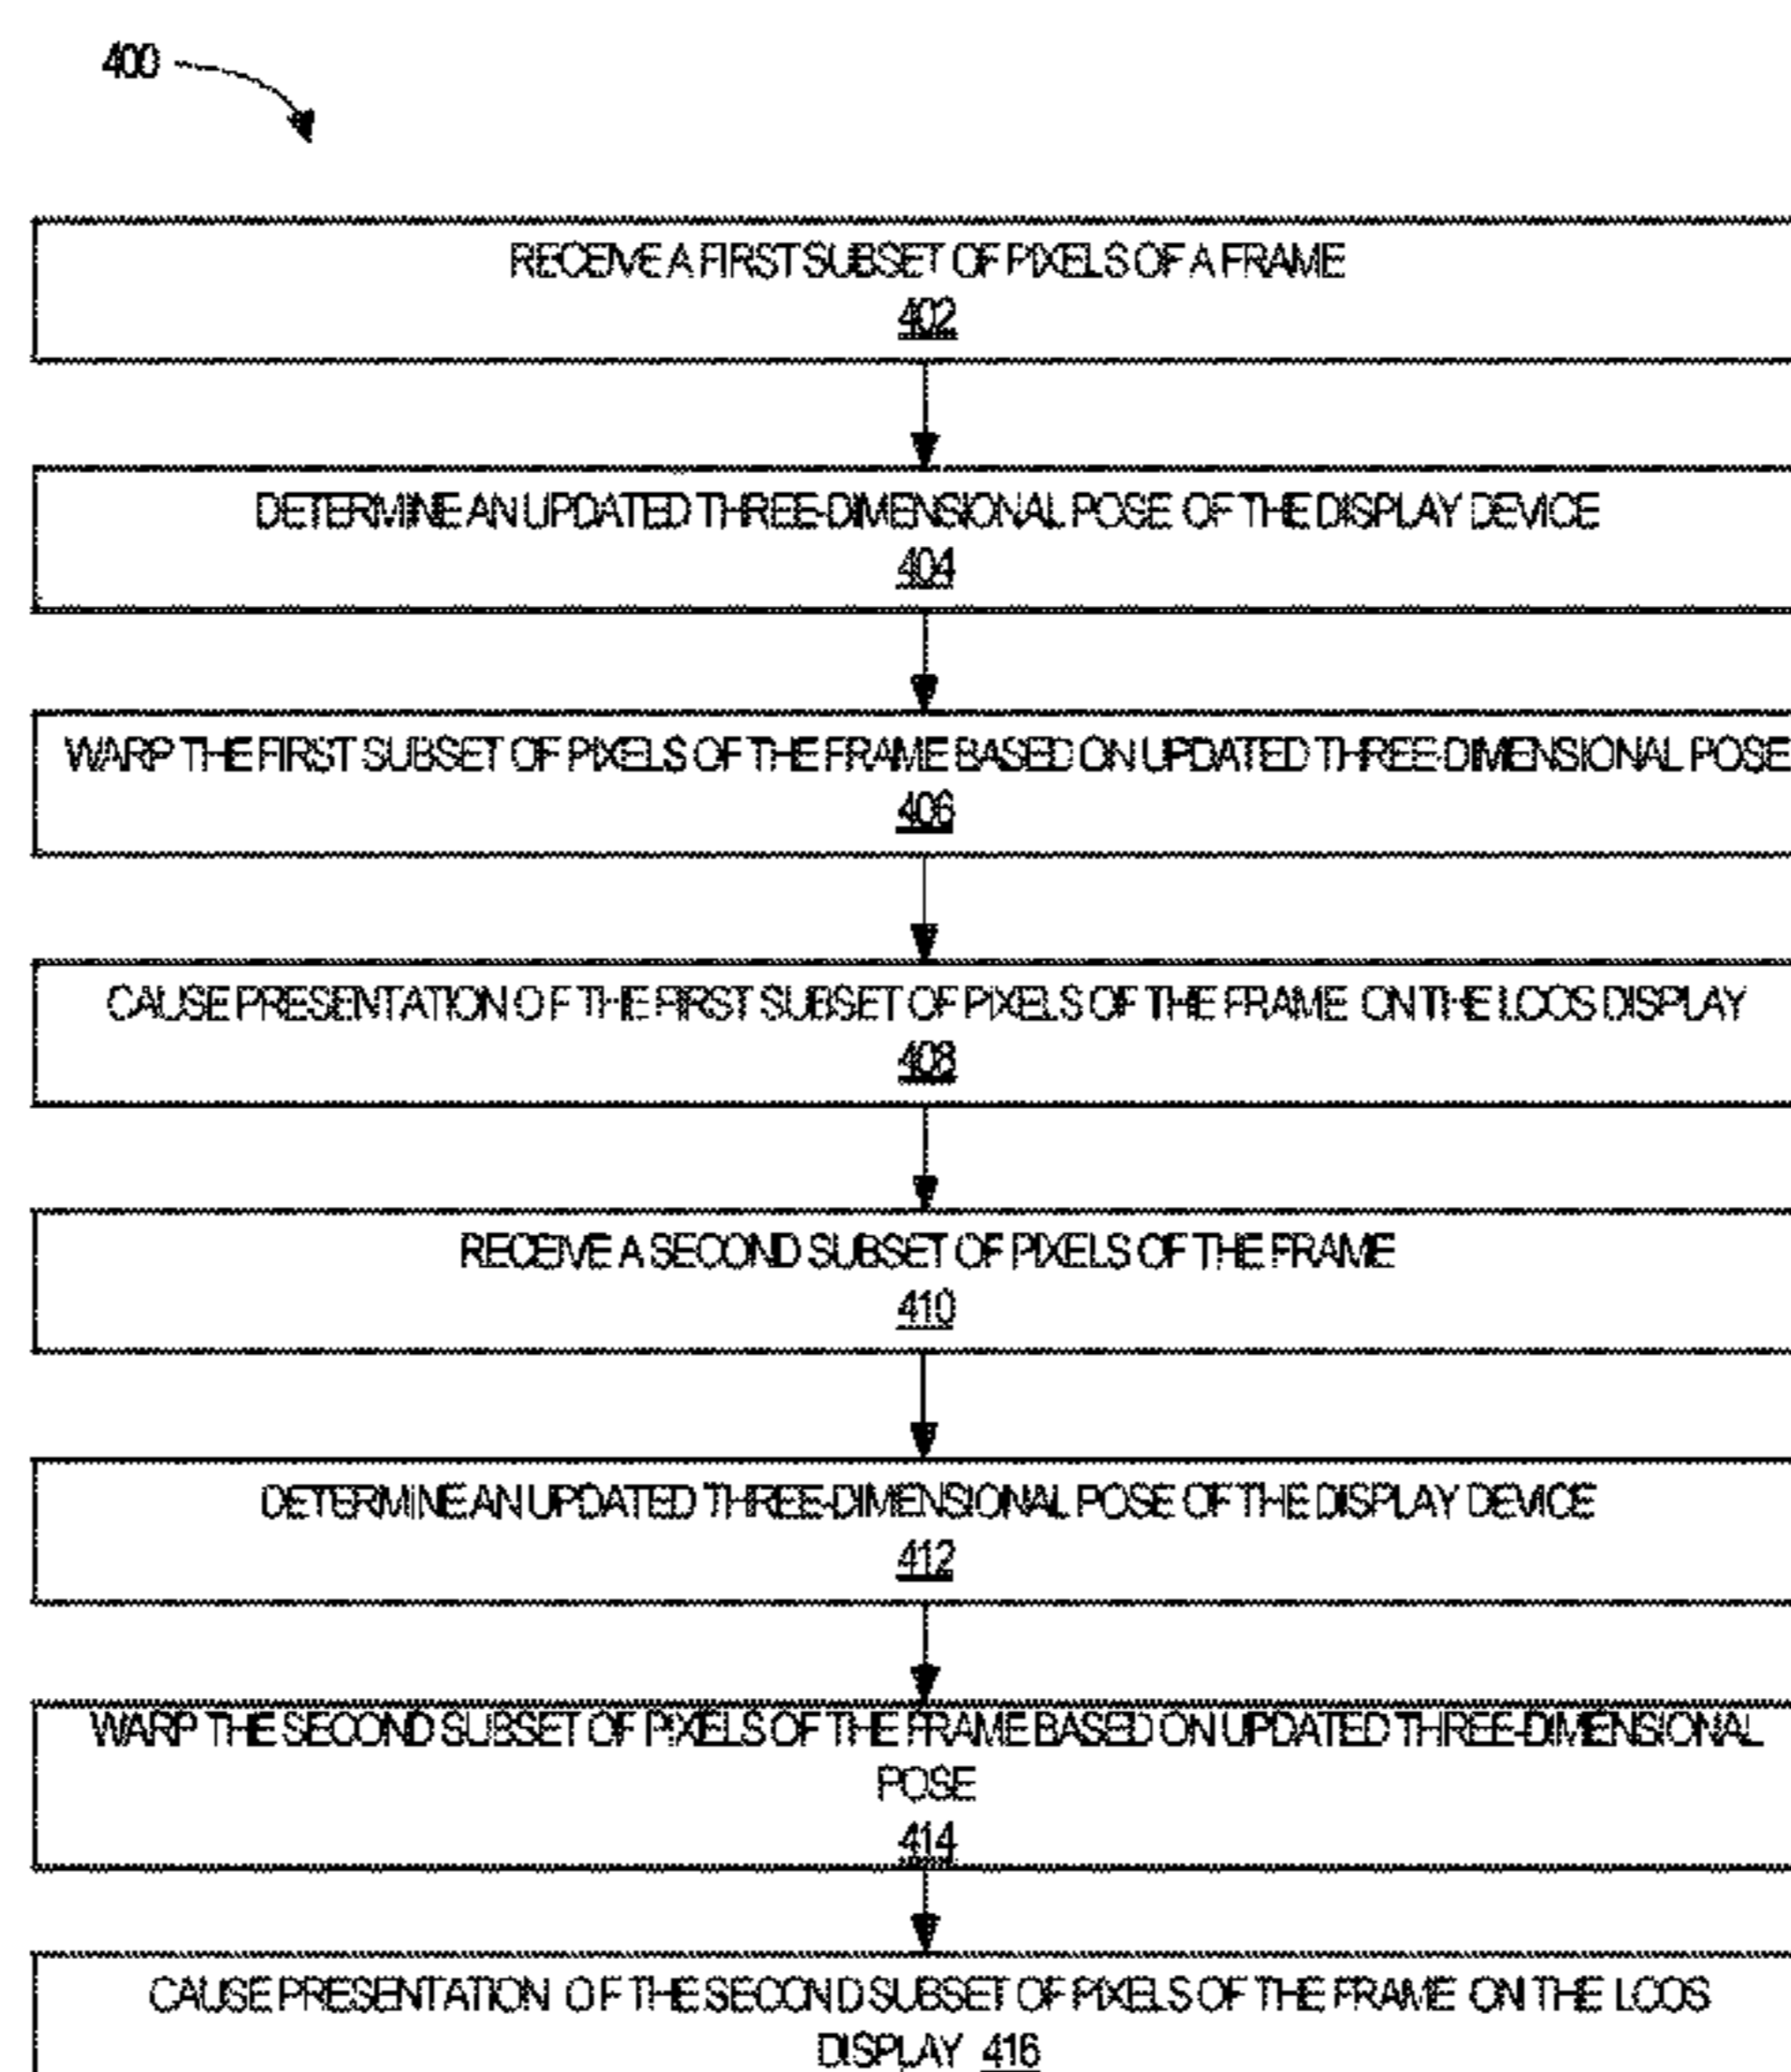 400
RECEIVE A FIRST SUBSET OF PIXELS OF A FRAME
402
DETERMINE AN UPDATED THREE-DIMENSIONAL POSE OF THE DISPLAY DEVICE
404
WARP THE FIRST SUBSET OF PIXELS OF THE FRAME BASED ON UPDATED THREE-DIMENSIONAL POSE
406
CAUSE PRESENTATION OF THE FIRST SUBSET OF PIXELS OF THE FRAME ON THE LCOS DISPLAY
408
RECEIVE A SECOND SUBSET OF PIXELS OF THE FRAME
410
DETERMINE AN UPDATED THREE-DIMENSIONAL POSE OF THE DISPLAY DEVICE
412
WARP THE SECOND SUBSET OF PIXELS OF THE FRAME BASED ON UPDATED THREE-DIMENSIONAL
POSE
414
CAUSE PRESENTATION OF THE SECOND SUBSET OF PIXELS OF THE FRAME ON THE LCOS
DISPLAY 416